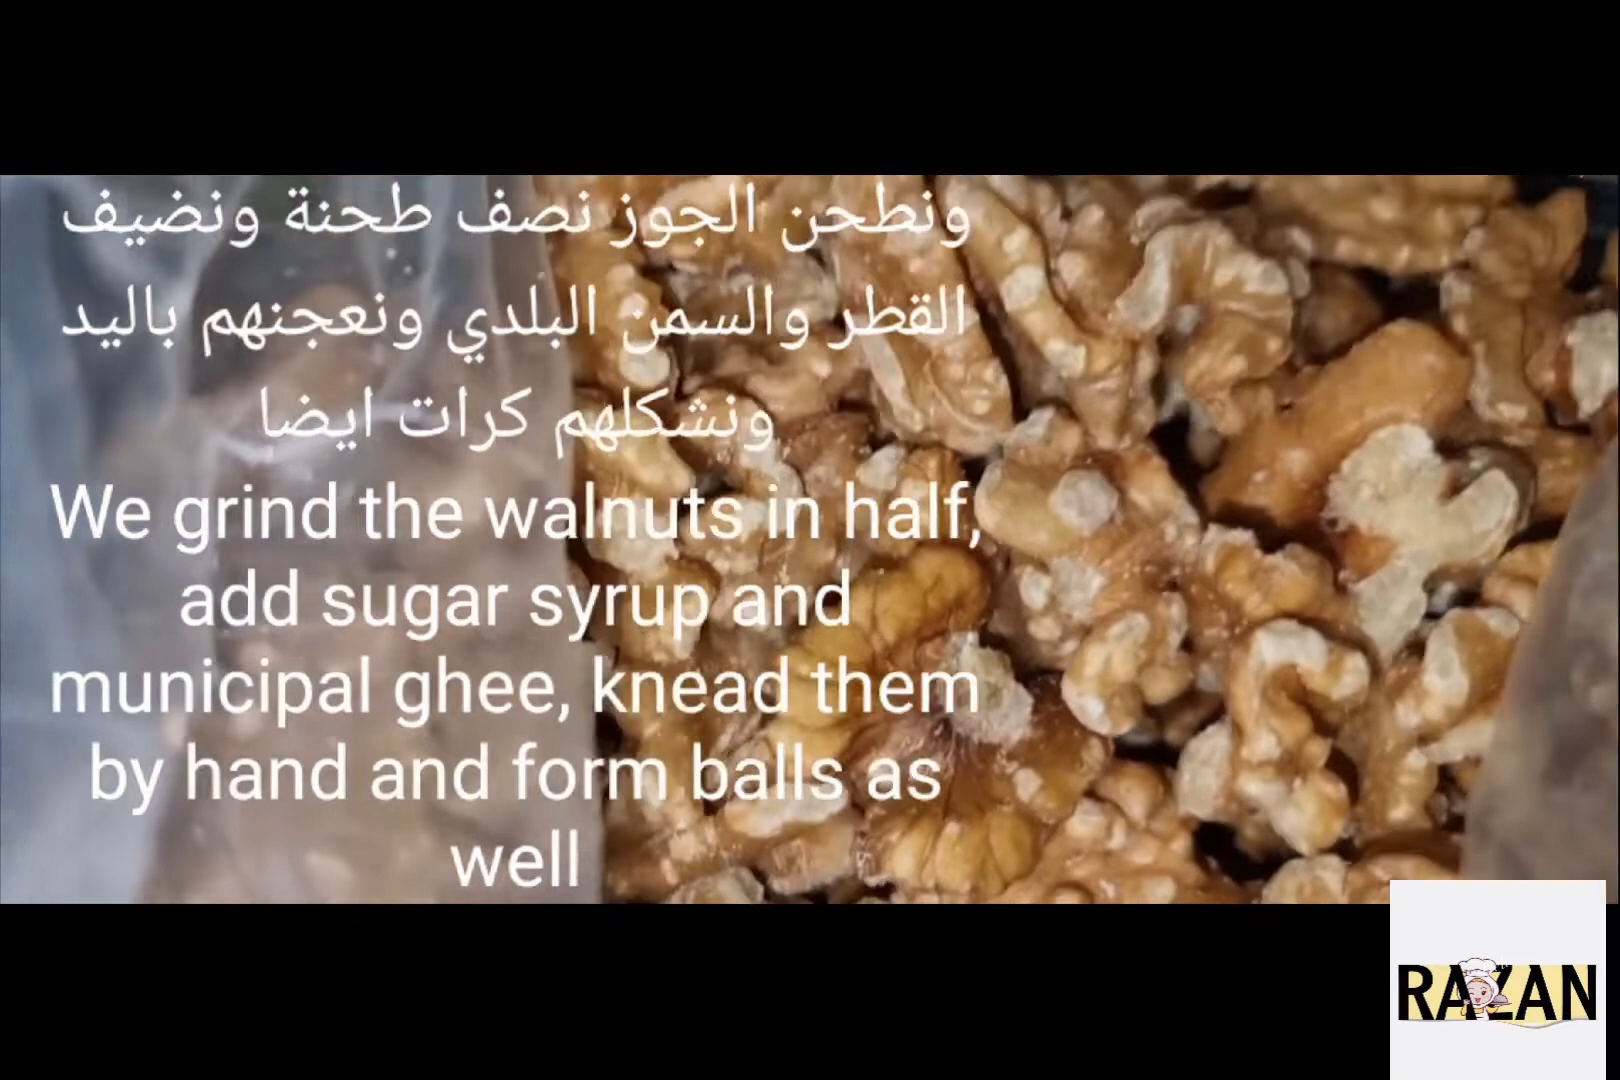 ونطحن الجوز نصف طحنة ونضيف
القطر والسمن البلدي ونعجنهم باليد
ونشكلهم كرات ايضا
We grind the walnuts in half,
add sugar syrup and
municipal ghee, knead them
by hand and form balls as
well
RAZAN